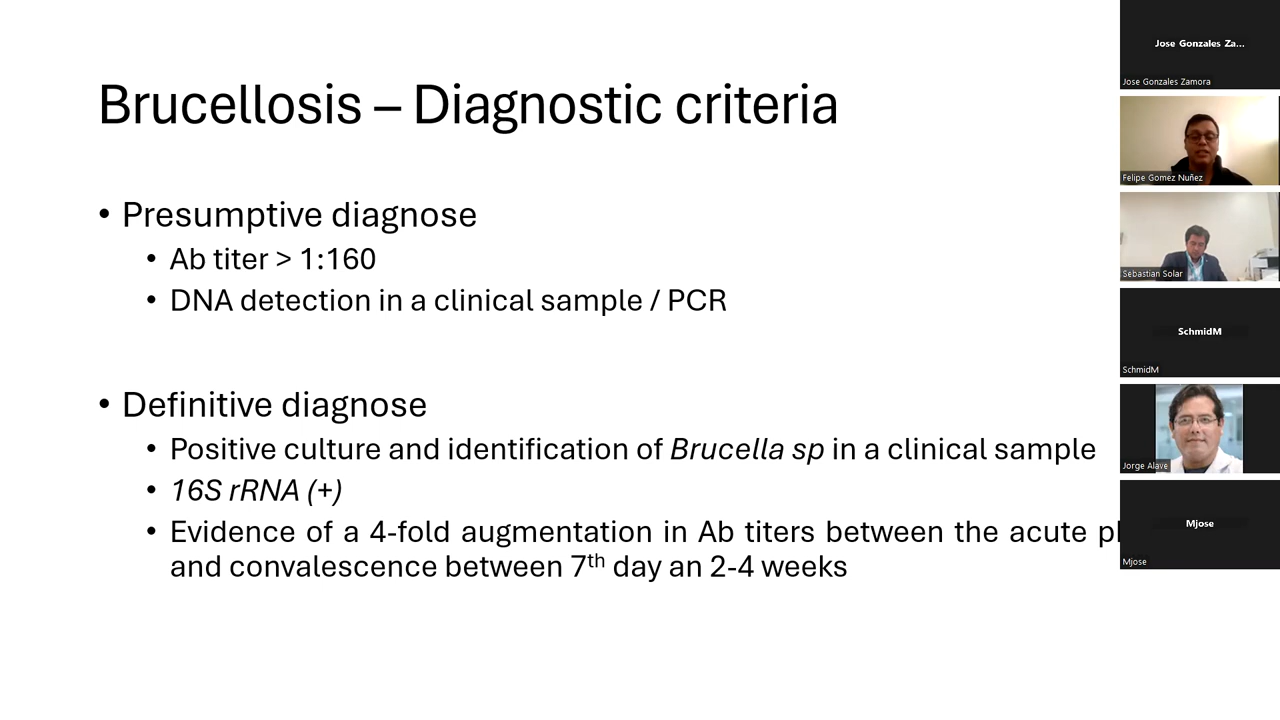 Brucellosis – Diagnostic criteria
• Presumptive diagnose
• Ab titer > 1:160
• DNA detection in a clinical sample / PCR
• Definitive diagnose
• Positive culture and identification of Brucella sp in a clinical sample
• 16S rRNA (+)
• Evidence of a 4-fold augmentation in Ab titers between the acute
and convalescence between 7th day an 2-4 weeks
Jose Gonzales Za...
Jose Gonzales Zamora
Felipe Gomez Nuñez
Sebastian Solar
SchmidM
SchmidM
Jorge Alave
Mjose
Mjose